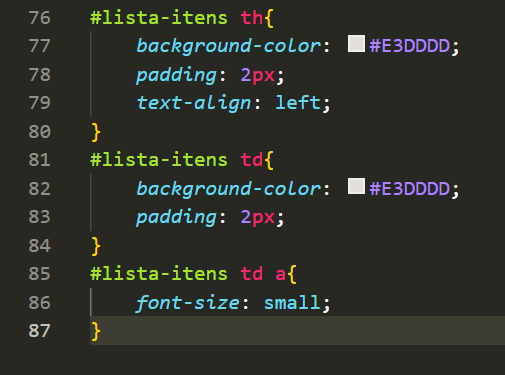 76 #lista-itens th{
77 background-color: #E3DDDD;
78 padding: 2px;
79 text-align: left;
80 }
81 #lista-itens td{
82 background-color: #E3DDDD;
83 padding: 2px;
84 }
85 #lista-itens td a{
86 font-size: small;
87 }